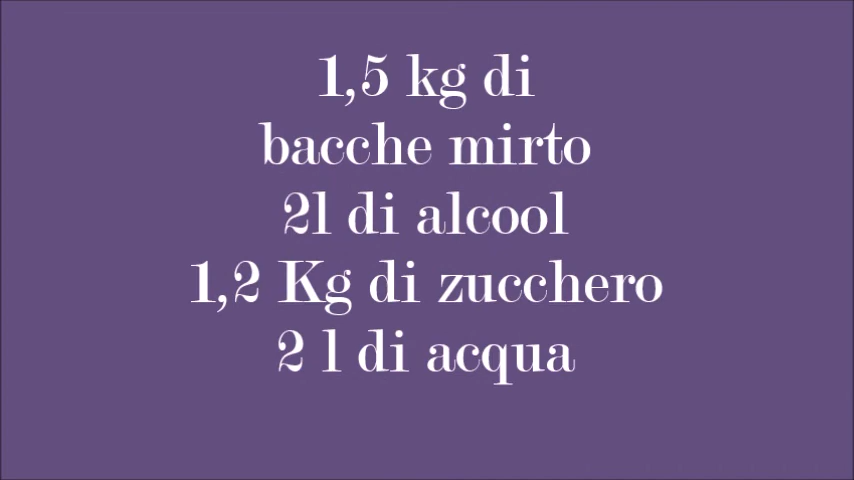 1,5 kg di
bacche mirto
2l di alcool
1,2 Kg di zucchero
2 l di acqua